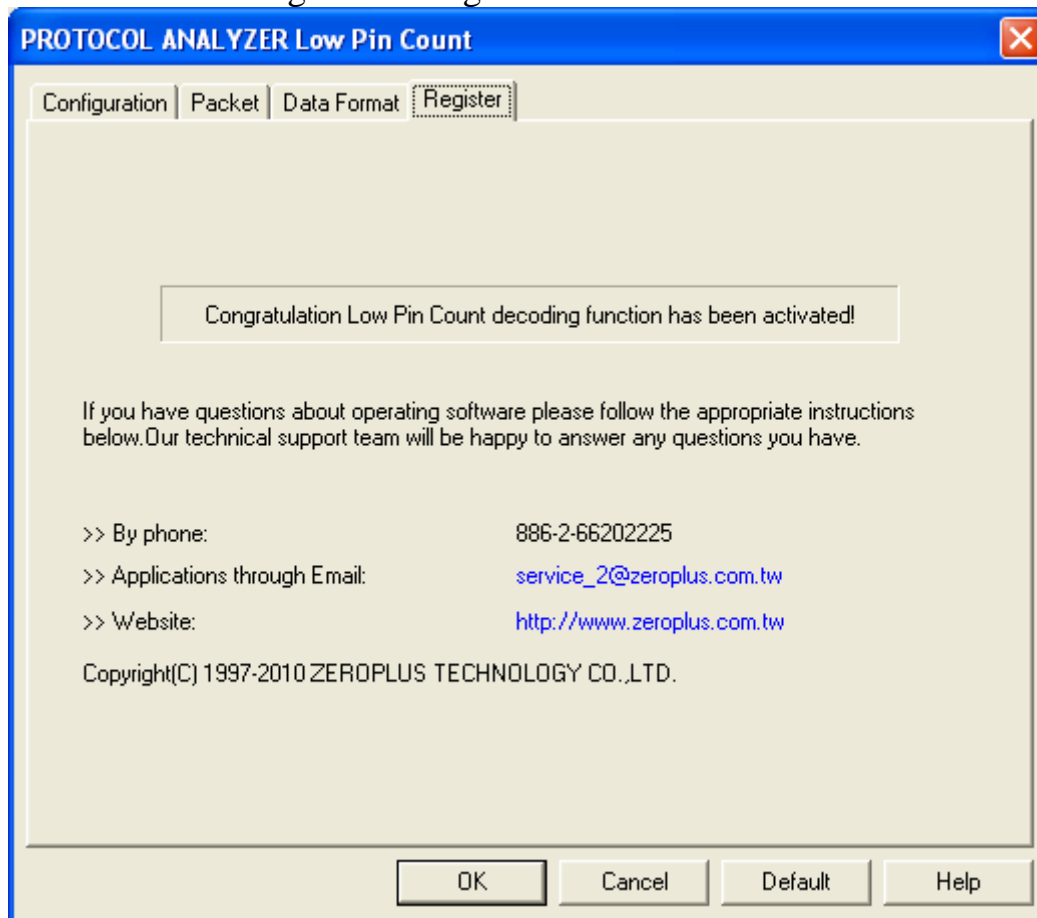 PROTOCOL ANALYZER Low Pin Count
Configuration Packet Data Format Register
Congratulation Low Pin Count decoding function has been activated!
If you have questions about operating software please follow the appropriate instructions
below.Our technical support team will be happy to answer any questions you have.
>> By phone: 886-2-66202225
>> Applications through Email: service_2@zeroplus.com.tw
>> Website: http://www.zeroplus.com.tw
Copyright(C) 1997-2010 ZEROPLUS TECHNOLOGY CO.,LTD.
OK Cancel Default Help